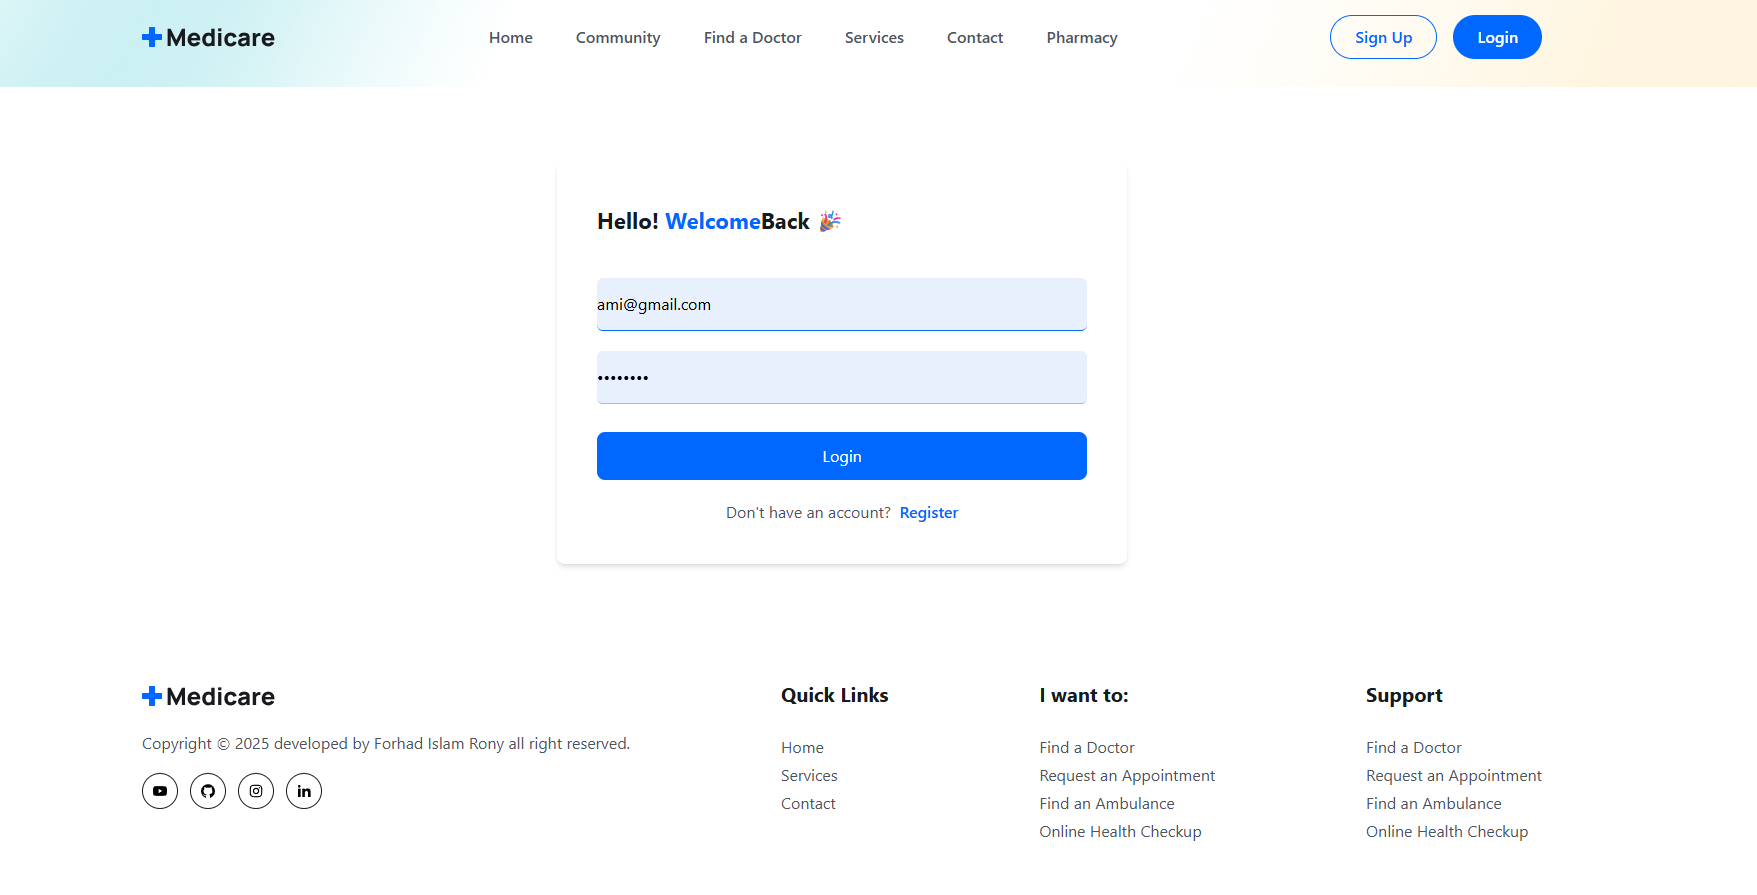 Medicare
Home Community Find a Doctor Services Contact Pharmacy
Sign Up Login
Hello! WelcomeBack 🎉
ami@gmail.com
••••••••
Login
Don't have an account? Register
Medicare
Copyright © 2025 developed by Forhad Islam Rony all right reserved.
Quick Links
Home
Services
Contact
I want to:
Find a Doctor
Request an Appointment
Find an Ambulance
Online Health Checkup
Support
Find a Doctor
Request an Appointment
Find an Ambulance
Online Health Checkup